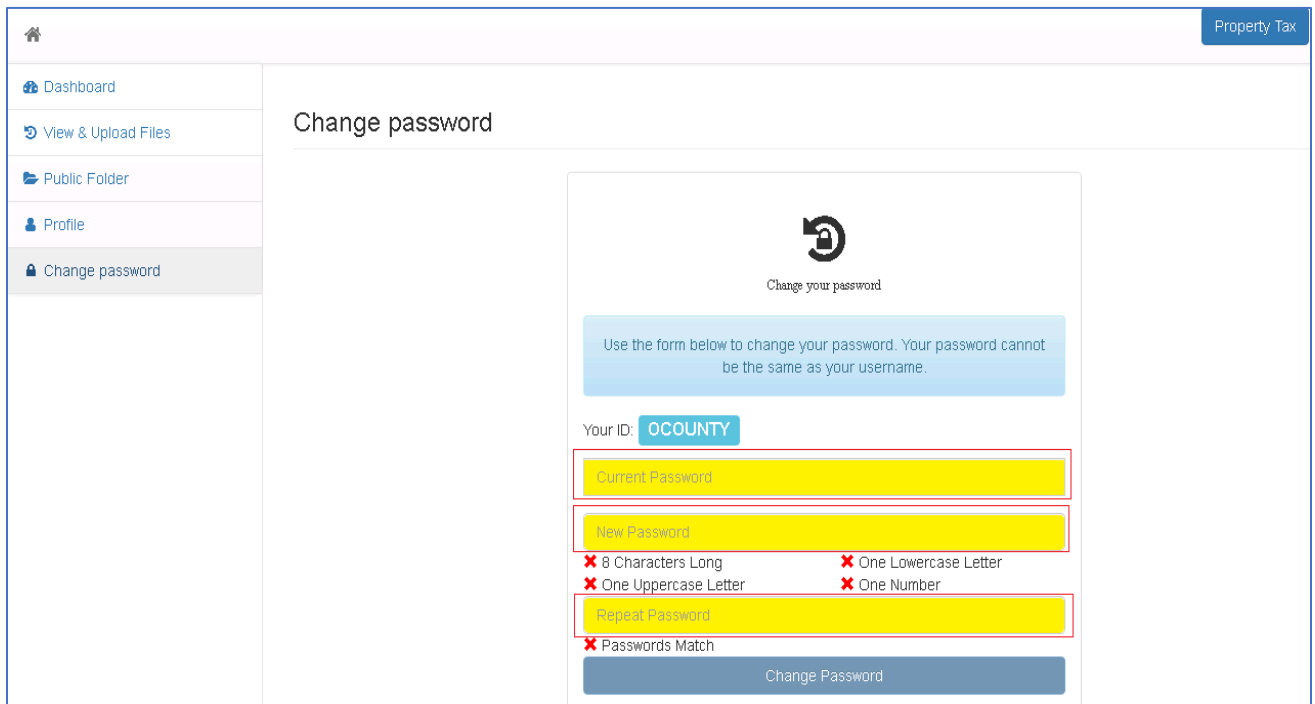 Property Tax
Dashboard
View & Upload Files
Public Folder
Profile
Change password
Change password
Change your password
Use the form below to change your password. Your password cannot
be the same as your username.
Your ID: OCOUNTY
Current Password
New Password
8 Characters Long One Lowercase Letter
One Uppercase Letter One Number
Repeat Password
Passwords Match
Change Password